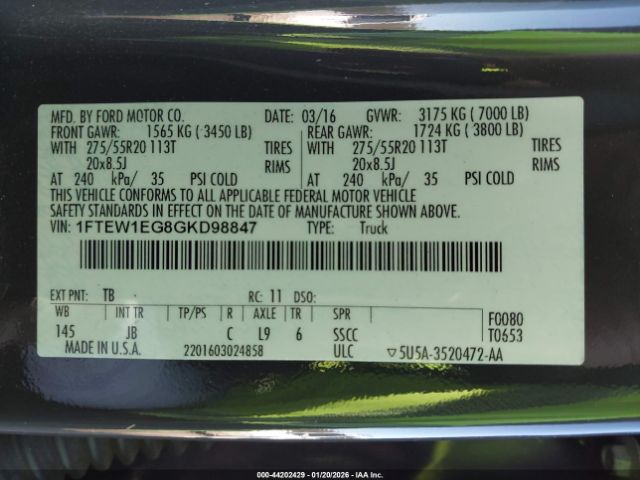 MFD. BY FORD MOTOR CO. DATE: 03/16 GVWR: 3175 KG ( 7000 LB)
FRONT GAWR: 1565 KG ( 3450 LB) REAR GAWR: 1724 KG ( 3800 LB)
WITH 275/55R20 113T TIRES WITH 275/55R20 113T TIRES
20x8.5J RIMS 20x8.5J RIMS
AT 240 kPa/ 35 PSI COLD AT 240 kPa/ 35 PSI COLD
THIS VEHICLE CONFORMS TO ALL APPLICABLE FEDERAL MOTOR VEHICLE
SAFETY STANDARDS IN EFFECT ON THE DATE OF MANUFACTURE SHOWN ABOVE.
VIN: 1FTEW1EG8GKD98847 TYPE: Truck
EXT PNT: TB RC: 11 DSO:
WB INT TR TP/PS R AXLE TR SPR F0080
145 JB C L9 6 SSCC T0653
MADE IN U.S.A. 2201603024858 ULC ▽5U5A-3520472-AA
000-44202429 - 01/20/2026 - IAA Inc.